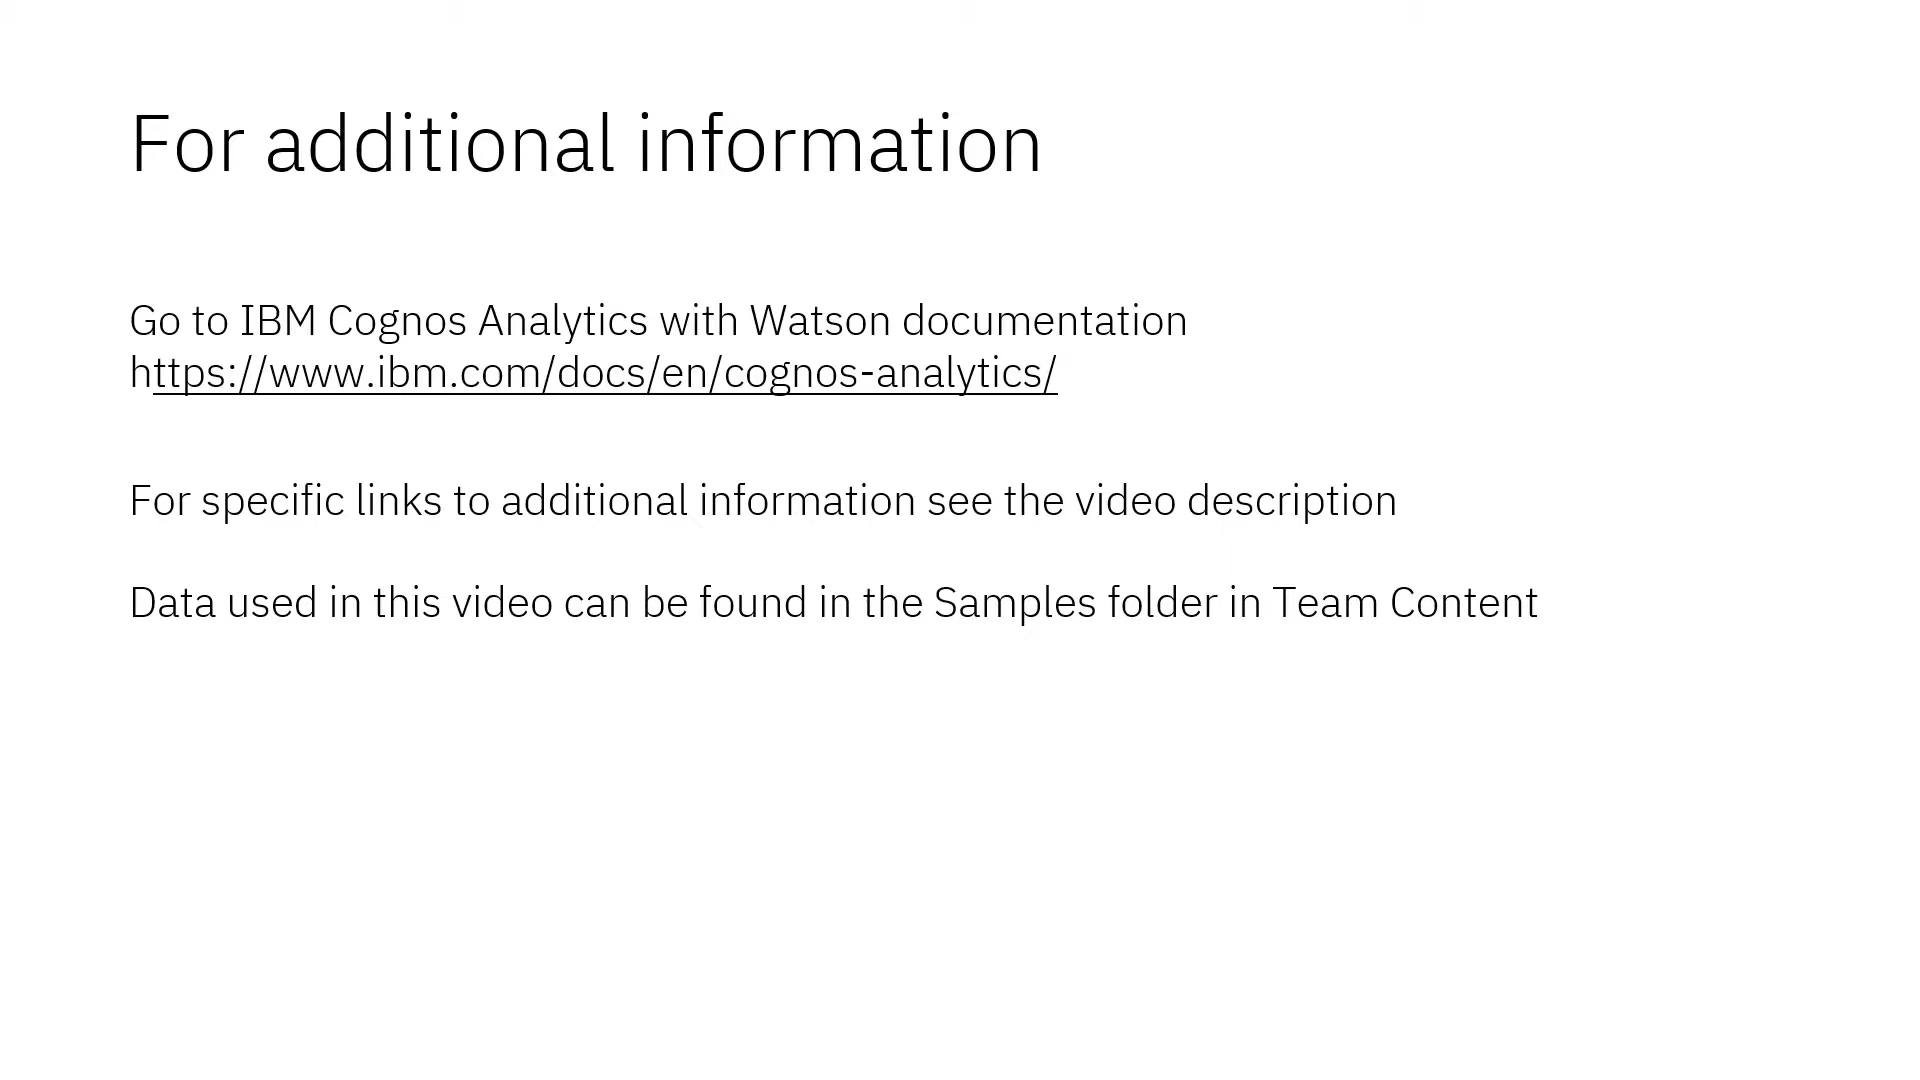 For additional information
Go to IBM Cognos Analytics with Watson documentation
https://www.ibm.com/docs/en/cognos-analytics/
For specific links to additional information see the video description
Data used in this video can be found in the Samples folder in Team Content